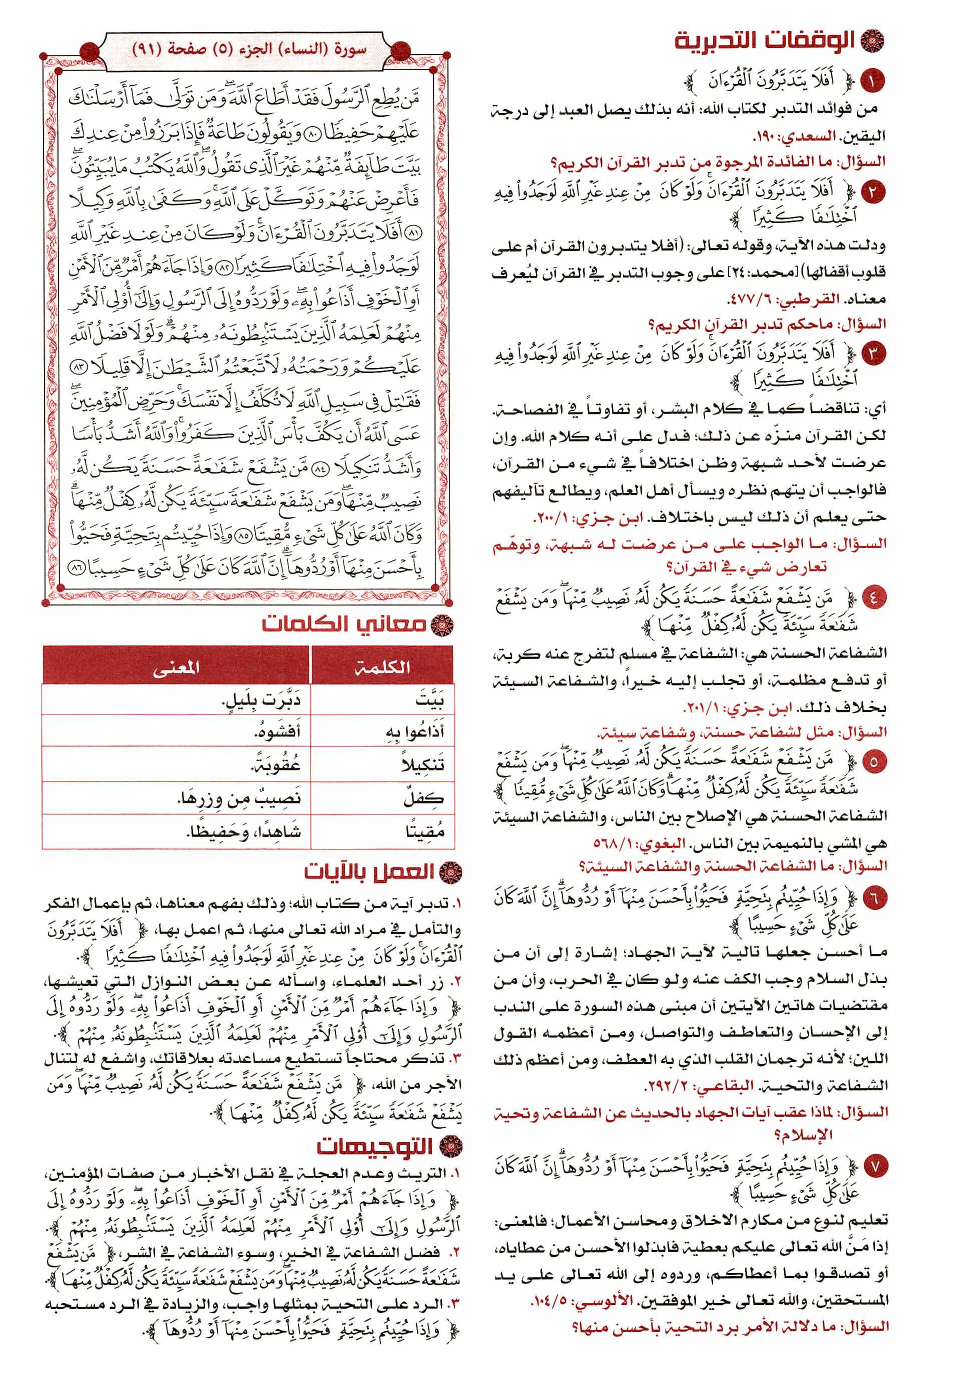 الوقفات التدبرية
١ ﴿ أَفَلَا يَتَدَبَّرُونَ ٱلْقُرْءَانَ ﴾
من فوائد التدبر لكتاب الله: أنه بذلك يصل العبد إلى درجة
اليقين. السعدي: ١٩٠.
السؤال: ما الفائدة المرجوة من تدبر القرآن الكريم؟
٢ ﴿ أَفَلَا يَتَدَبَّرُونَ ٱلْقُرْءَانَ ۚ وَلَوْ كَانَ مِنْ عِندِ غَيْرِ ٱللَّهِ لَوَجَدُوا۟ فِيهِ
ٱخْتِلَٰفًا كَثِيرًا ﴾
ودلت هذه الآية، وقوله تعالى: (أفلا يتدبرون القرآن أم على
قلوب أقفالها) [محمد: ٢٤] على وجوب التدبر في القرآن ليُعرف
معناه. القرطبي: ٤٧٧/٦.
السؤال: ماحكم تدبر القرآن الكريم؟
٣ ﴿ أَفَلَا يَتَدَبَّرُونَ ٱلْقُرْءَانَ ۚ وَلَوْ كَانَ مِنْ عِندِ غَيْرِ ٱللَّهِ لَوَجَدُوا۟ فِيهِ
ٱخْتِلَٰفًا كَثِيرًا ﴾
أي: تناقضاً كما في كلام البشر، أو تفاوتاً في الفصاحة.
لكن القرآن منزّه عن ذلك؛ فدل على أنه كلام الله. وإن
عرضت لأحد شبهة وظن اختلافاً في شيء من القرآن،
فالواجب أن يتهم نظره ويسأل أهل العلم، ويطالع تآليفهم
حتى يعلم أن ذلك ليس باختلاف. ابن جزي: ٢٠٠/١.
السؤال: ما الواجب على من عرضت له شبهة، وتوهّم
تعارض شيء في القرآن؟
٤ ﴿ مَّن يَشْفَعْ شَفَٰعَةً حَسَنَةً يَكُن لَّهُۥ نَصِيبٌ مِّنْهَا ۖ وَمَن يَشْفَعْ
شَفَٰعَةً سَيِّئَةً يَكُن لَّهُۥ كِفْلٌ مِّنْهَا ﴾
الشفاعة الحسنة هي: الشفاعة في مسلم لتفرج عنه كربة،
أو تدفع مظلمة، أو تجلب إليه خيراً، والشفاعة السيئة
بخلاف ذلك. ابن جزي: ٢٠١/١.
السؤال: مثل لشفاعة حسنة، وشفاعة سيئة.
٥ ﴿ مَّن يَشْفَعْ شَفَٰعَةً حَسَنَةً يَكُن لَّهُۥ نَصِيبٌ مِّنْهَا ۖ وَمَن يَشْفَعْ
شَفَٰعَةً سَيِّئَةً يَكُن لَّهُۥ كِفْلٌ مِّنْهَا ۗ وَكَانَ ٱللَّهُ عَلَىٰ كُلِّ شَىْءٍ مُّقِيتًا ﴾
الشفاعة الحسنة هي الإصلاح بين الناس، والشفاعة السيئة
هي المشي بالنميمة بين الناس. البغوي: ٥٦٨/١
السؤال: ما الشفاعة الحسنة والشفاعة السيئة؟
٦ ﴿ وَإِذَا حُيِّيتُم بِتَحِيَّةٍ فَحَيُّوا۟ بِأَحْسَنَ مِنْهَآ أَوْ رُدُّوهَآ ۗ إِنَّ ٱللَّهَ كَانَ
عَلَىٰ كُلِّ شَىْءٍ حَسِيبًا ﴾
ما أحسن جعلها تالية لآية الجهاد؛ إشارة إلى أن من
بذل السلام وجب الكف عنه ولو كان في الحرب، وأن من
مقتضيات هاتين الآيتين أن مبنى هذه السورة على الندب
إلى الإحسان والتعاطف والتواصل، ومن أعظمه القول
اللين؛ لأنه ترجمان القلب الذي به العطف، ومن أعظم ذلك
الشفاعة والتحية. البقاعي: ٢٩٢/٢.
السؤال: لماذا عقب آيات الجهاد بالحديث عن الشفاعة وتحية
الإسلام؟
٧ ﴿ وَإِذَا حُيِّيتُم بِتَحِيَّةٍ فَحَيُّوا۟ بِأَحْسَنَ مِنْهَآ أَوْ رُدُّوهَآ ۗ إِنَّ ٱللَّهَ كَانَ
عَلَىٰ كُلِّ شَىْءٍ حَسِيبًا ﴾
تعليم لنوع من مكارم الاخلاق ومحاسن الأعمال؛ فالمعنى:
إذا مَنَّ الله تعالى عليكم بعطية فابذلوا الأحسن من عطاياه،
أو تصدقوا بما أعطاكم، وردوه إلى الله تعالى على يد
المستحقين، والله تعالى خير الموفقين. الألوسي: ١٠٤/٥.
السؤال: ما دلالة الأمر برد التحية بأحسن منها؟
سورة (النساء) الجزء (٥) صفحة (٩١)
مَّن يُطِعِ ٱلرَّسُولَ فَقَدْ أَطَاعَ ٱللَّهَ ۖ وَمَن تَوَلَّىٰ فَمَآ أَرْسَلْنَٰكَ
عَلَيْهِمْ حَفِيظًا ٨٠ وَيَقُولُونَ طَاعَةٌ فَإِذَا بَرَزُوا۟ مِنْ عِندِكَ
بَيَّتَ طَآئِفَةٌ مِّنْهُمْ غَيْرَ ٱلَّذِى تَقُولُ ۖ وَٱللَّهُ يَكْتُبُ مَا يُبَيِّتُونَ ۖ
فَأَعْرِضْ عَنْهُمْ وَتَوَكَّلْ عَلَى ٱللَّهِ ۚ وَكَفَىٰ بِٱللَّهِ وَكِيلًا
٨١ أَفَلَا يَتَدَبَّرُونَ ٱلْقُرْءَانَ ۚ وَلَوْ كَانَ مِنْ عِندِ غَيْرِ ٱللَّهِ
لَوَجَدُوا۟ فِيهِ ٱخْتِلَٰفًا كَثِيرًا ٨٢ وَإِذَا جَآءَهُمْ أَمْرٌ مِّنَ ٱلْأَمْنِ
أَوِ ٱلْخَوْفِ أَذَاعُوا۟ بِهِۦ ۖ وَلَوْ رَدُّوهُ إِلَى ٱلرَّسُولِ وَإِلَىٰٓ أُو۟لِى ٱلْأَمْرِ
مِنْهُمْ لَعَلِمَهُ ٱلَّذِينَ يَسْتَنۢبِطُونَهُۥ مِنْهُمْ ۗ وَلَوْلَا فَضْلُ ٱللَّهِ
عَلَيْكُمْ وَرَحْمَتُهُۥ لَٱتَّبَعْتُمُ ٱلشَّيْطَٰنَ إِلَّا قَلِيلًا ٨٣
فَقَٰتِلْ فِى سَبِيلِ ٱللَّهِ لَا تُكَلَّفُ إِلَّا نَفْسَكَ ۚ وَحَرِّضِ ٱلْمُؤْمِنِينَ ۖ
عَسَى ٱللَّهُ أَن يَكُفَّ بَأْسَ ٱلَّذِينَ كَفَرُوا۟ ۚ وَٱللَّهُ أَشَدُّ بَأْسًا
وَأَشَدُّ تَنكِيلًا ٨٤ مَّن يَشْفَعْ شَفَٰعَةً حَسَنَةً يَكُن لَّهُۥ
نَصِيبٌ مِّنْهَا ۖ وَمَن يَشْفَعْ شَفَٰعَةً سَيِّئَةً يَكُن لَّهُۥ كِفْلٌ مِّنْهَا ۗ
وَكَانَ ٱللَّهُ عَلَىٰ كُلِّ شَىْءٍ مُّقِيتًا ٨٥ وَإِذَا حُيِّيتُم بِتَحِيَّةٍ فَحَيُّوا۟
بِأَحْسَنَ مِنْهَآ أَوْ رُدُّوهَآ ۗ إِنَّ ٱللَّهَ كَانَ عَلَىٰ كُلِّ شَىْءٍ حَسِيبًا ٨٦
معاني الكلمات
الكلمة المعنى
بَيَّتَ دَبَّرَت بِلَيلٍ.
أَذَاعُوا بِهِ أَفشَوهُ.
تَنكِيلاً عُقُوبَةً.
كِفلٌ نَصِيبٌ مِن وِزرِهَا.
مُقِيتًا شَاهِدًا، وَحَفِيظًا.
العمل بالآيات
١. تدبر آية من كتاب الله؛ وذلك بفهم معناها، ثم بإعمال الفكر
والتأمل في مراد الله تعالى منها، ثم اعمل بها، ﴿ أَفَلَا يَتَدَبَّرُونَ
ٱلْقُرْءَانَ ۚ وَلَوْ كَانَ مِنْ عِندِ غَيْرِ ٱللَّهِ لَوَجَدُوا۟ فِيهِ ٱخْتِلَٰفًا كَثِيرًا ﴾.
٢. زر أحد العلماء، واسأله عن بعض النوازل التي تعيشها،
﴿ وَإِذَا جَآءَهُمْ أَمْرٌ مِّنَ ٱلْأَمْنِ أَوِ ٱلْخَوْفِ أَذَاعُوا۟ بِهِۦ ۖ وَلَوْ رَدُّوهُ إِلَى
ٱلرَّسُولِ وَإِلَىٰٓ أُو۟لِى ٱلْأَمْرِ مِنْهُمْ لَعَلِمَهُ ٱلَّذِينَ يَسْتَنۢبِطُونَهُۥ مِنْهُمْ ﴾.
٣. تذكر محتاجاً تستطيع مساعدته بعلاقاتك، واشفع له لتنال
الأجر من الله، ﴿ مَّن يَشْفَعْ شَفَٰعَةً حَسَنَةً يَكُن لَّهُۥ نَصِيبٌ مِّنْهَا ۖ وَمَن
يَشْفَعْ شَفَٰعَةً سَيِّئَةً يَكُن لَّهُۥ كِفْلٌ مِّنْهَا ﴾.
التوجيهات
١. التريث وعدم العجلة في نقل الأخبار من صفات المؤمنين،
﴿ وَإِذَا جَآءَهُمْ أَمْرٌ مِّنَ ٱلْأَمْنِ أَوِ ٱلْخَوْفِ أَذَاعُوا۟ بِهِۦ ۖ وَلَوْ رَدُّوهُ إِلَى
ٱلرَّسُولِ وَإِلَىٰٓ أُو۟لِى ٱلْأَمْرِ مِنْهُمْ لَعَلِمَهُ ٱلَّذِينَ يَسْتَنۢبِطُونَهُۥ مِنْهُمْ ﴾.
٢. فضل الشفاعة في الخير، وسوء الشفاعة في الشر، ﴿ مَّن يَشْفَعْ
شَفَٰعَةً حَسَنَةً يَكُن لَّهُۥ نَصِيبٌ مِّنْهَا ۖ وَمَن يَشْفَعْ شَفَٰعَةً سَيِّئَةً يَكُن لَّهُۥ كِفْلٌ مِّنْهَا ﴾.
٣. الرد على التحية بمثلها واجب، والزيادة في الرد مستحبه
﴿ وَإِذَا حُيِّيتُم بِتَحِيَّةٍ فَحَيُّوا۟ بِأَحْسَنَ مِنْهَآ أَوْ رُدُّوهَآ ﴾.